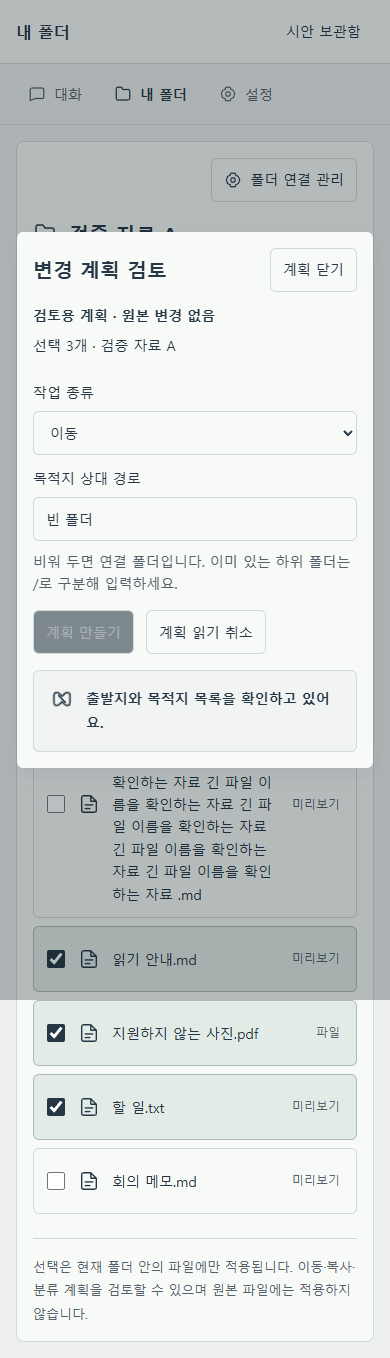 내 폴더
시안 보관함
대화
내 폴더
설정
폴더 연결 관리
검증 자료 A
변경 계획 검토
계획 닫기
검토용 계획 · 원본 변경 없음
선택 3개 · 검증 자료 A
작업 종류
이동
목적지 상대 경로
빈 폴더
비워 두면 연결 폴더입니다. 이미 있는 하위 폴더는
/로 구분해 입력하세요.
계획 만들기
계획 읽기 취소
출발지와 목적지 목록을 확인하고 있어
요.
확인하는 자료 긴 파일 이
름을 확인하는 자료 긴 파
일 이름을 확인하는 자료
긴 파일 이름을 확인하는
자료 긴 파일 이름을 확인
하는 자료 .md
미리보기
읽기 안내.md
미리보기
지원하지 않는 사진.pdf
파일
할 일.txt
미리보기
회의 메모.md
미리보기
선택은 현재 폴더 안의 파일에만 적용됩니다. 이동·복사·
분류 계획을 검토할 수 있으며 원본 파일에는 적용하지
않습니다.